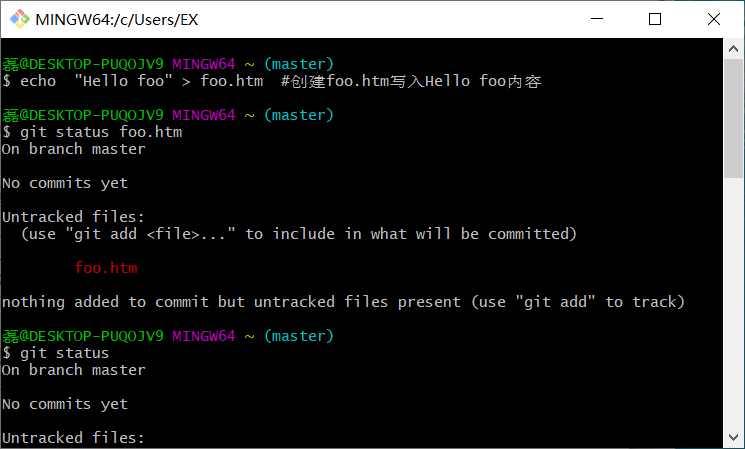 MINGW64:/c/Users/EX
磊@DESKTOP-PUQOJV9 MINGW64 ~ (master)
$ echo  "Hello foo" > foo.htm  #创建foo.htm写入Hello foo内容
磊@DESKTOP-PUQOJV9 MINGW64 ~ (master)
$ git status foo.htm
On branch master
No commits yet
Untracked files:
  (use "git add <file>..." to include in what will be committed)
        foo.htm
nothing added to commit but untracked files present (use "git add" to track)
磊@DESKTOP-PUQOJV9 MINGW64 ~ (master)
$ git status
On branch master
No commits yet
Untracked files: